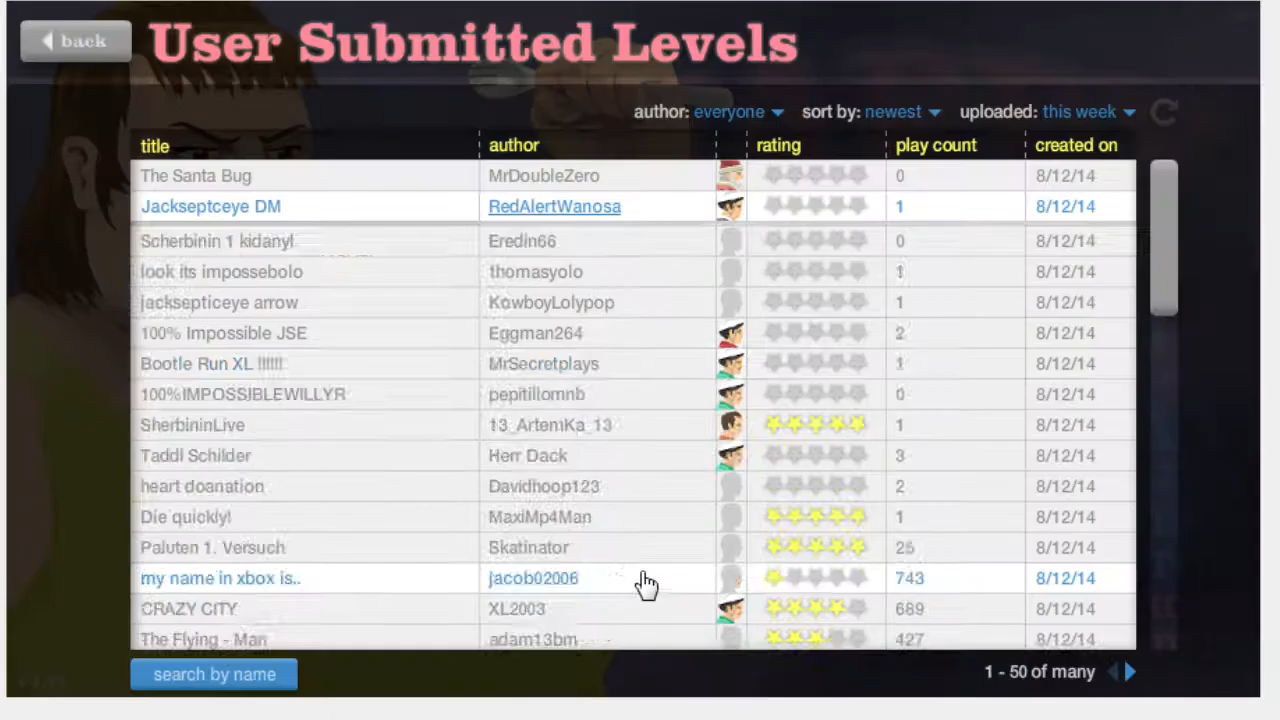 back
User Submitted Levels
author: everyone sort by: newest uploaded: this week
title author rating play count created on
The Santa Bug MrDoubleZero 0 8/12/14
Jackseptceye DM RedAlertWanosa 1 8/12/14
Scherbinin 1 kidanyl Eredin66 0 8/12/14
look its impossebolo thomasyolo 1 8/12/14
jacksepticeye arrow KowboyLolypop 1 8/12/14
100% Impossible JSE Eggman264 2 8/12/14
Bootle Run XL !!!!!! MrSecretplays 1 8/12/14
100%IMPOSSIBLEWILLYR pepitillomnb 0 8/12/14
SherbininLive 13_ArteniKa_13 1 8/12/14
Taddl Schilder Herr Dack 3 8/12/14
heart doanation Davidhoop123 2 8/12/14
Die quickly! MaxiMp4Man 1 8/12/14
Paluten 1. Versuch Skatinator 25 8/12/14
my name in xbox is.. jacob02006 743 8/12/14
CRAZY CITY XL2003 689 8/12/14
The Flying - Man adam13bm 427 8/12/14
search by name 1 - 50 of many